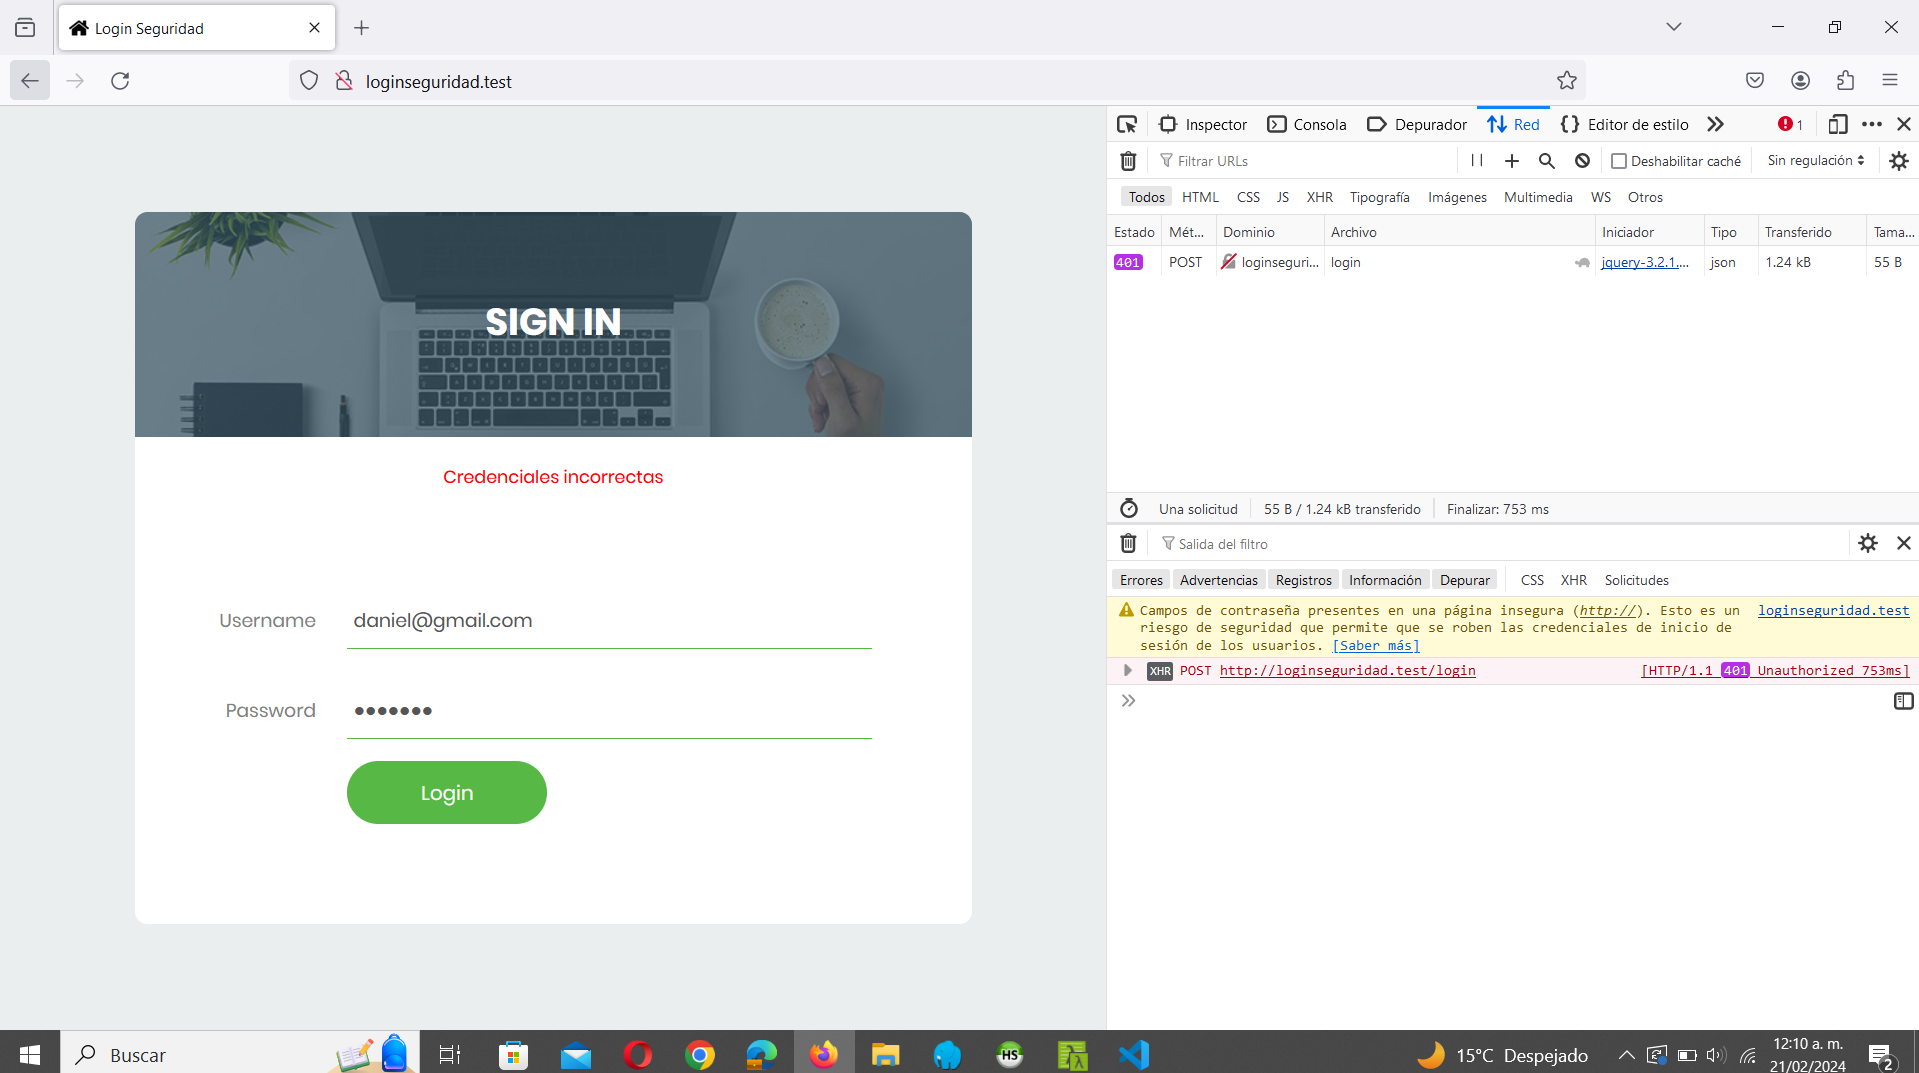 Login Seguridad
loginseguridad.test
Inspector Consola Depurador Red Editor de estilo 1
Filtrar URLs Deshabilitar caché Sin regulación
Todos HTML CSS JS XHR Tipografía Imágenes Multimedia WS Otros
Estado Mét... Dominio Archivo Iniciador Tipo Transferido Tama...
401 POST loginseguri... login jquery-3.2.1.... json 1.24 kB 55 B
Una solicitud 55 B / 1.24 kB transferido Finalizar: 753 ms
Salida del filtro
Errores Advertencias Registros Información Depurar CSS XHR Solicitudes
Campos de contraseña presentes en una página insegura (http://). Esto es un loginseguridad.test
riesgo de seguridad que permite que se roben las credenciales de inicio de
sesión de los usuarios. [Saber más]
XHR POST http://loginseguridad.test/login [HTTP/1.1 401 Unauthorized 753ms]
SIGN IN
Credenciales incorrectas
Username daniel@gmail.com
Password •••••••
Login
Buscar
HS
λ
15°C Despejado
12:10 a. m.
21/02/2024
2